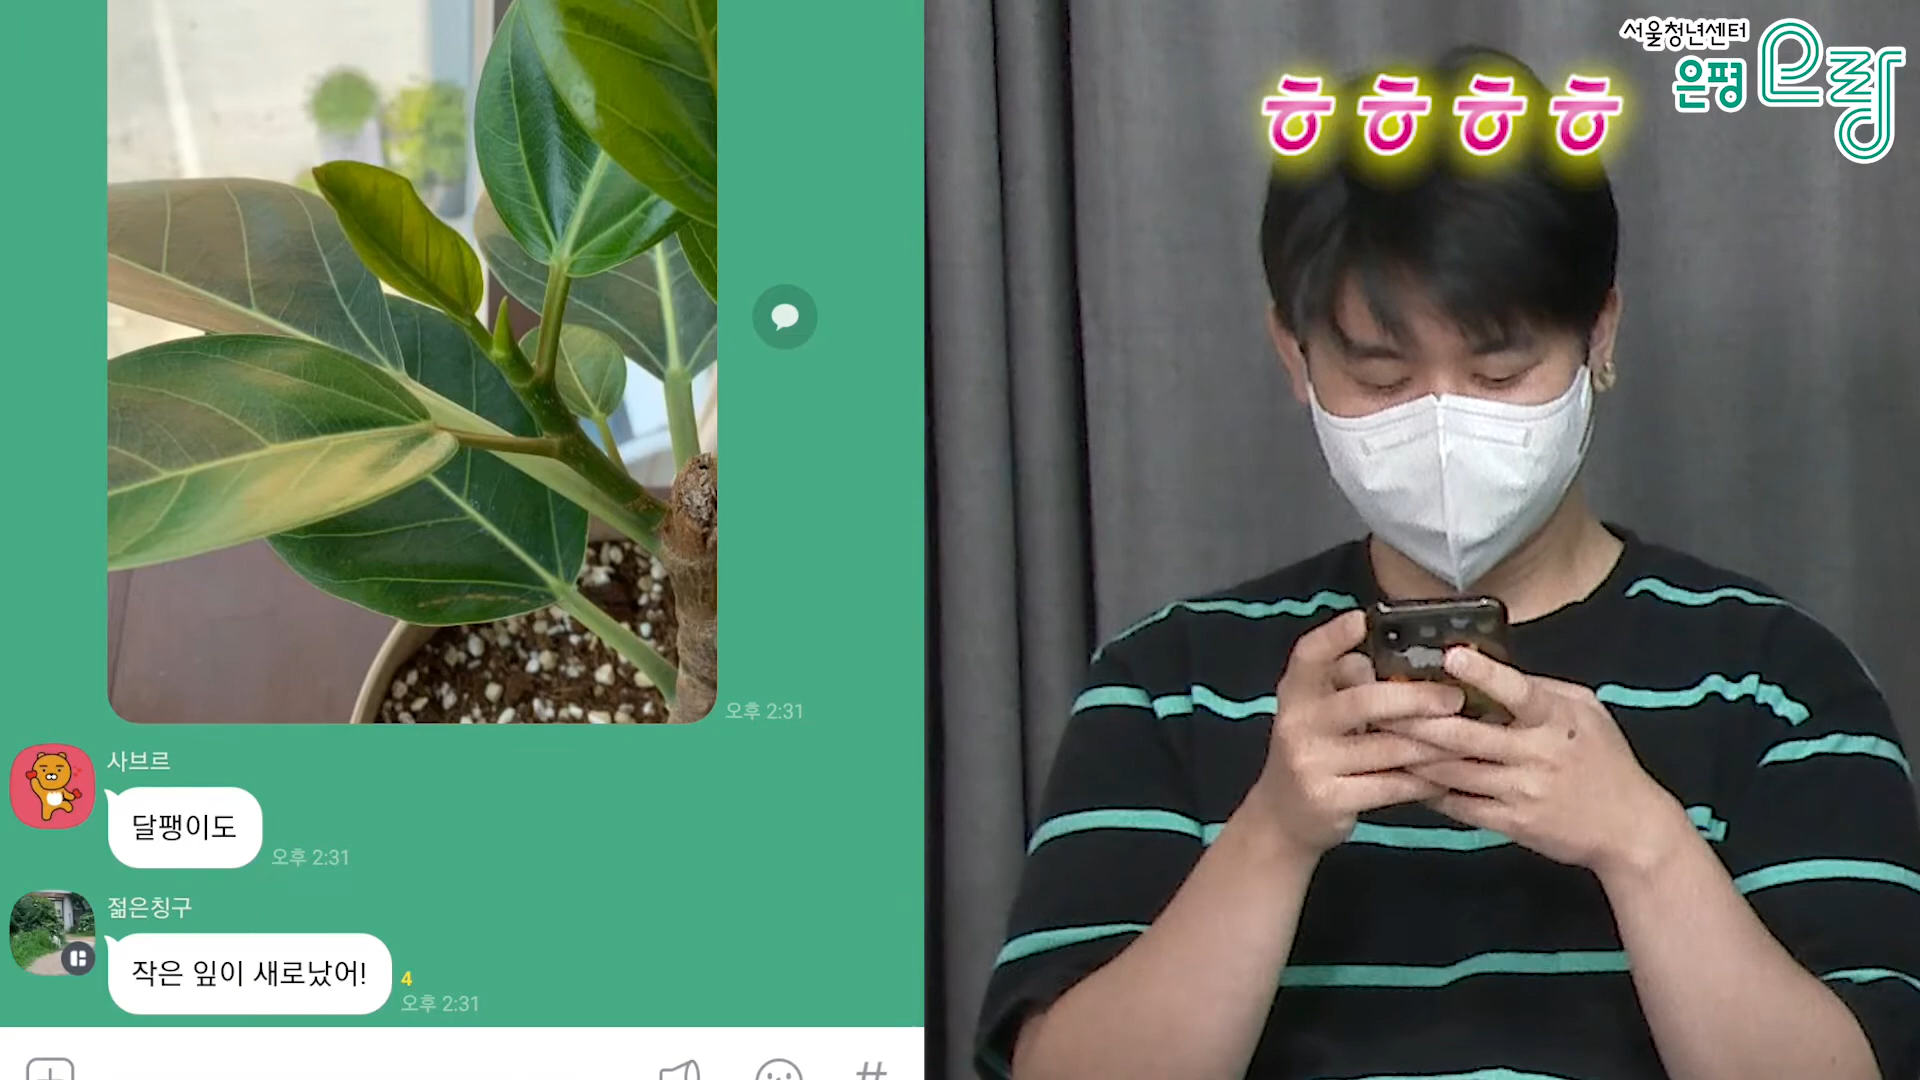 오후 2:31
사브르
달팽이도
오후 2:31
젊은칭구
작은 잎이 새로났어!
4
오후 2:31
#
ㅎㅎㅎㅎ
서울청년센터
은평
오랑